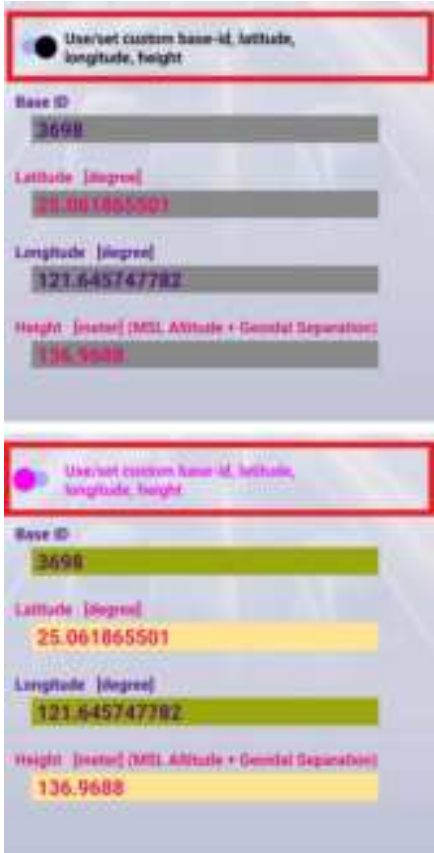 Use/set custom base-id, latitude,
longitude, height
Base ID
3698
Latitude [degree]
25.061865501
Longitude [degree]
121.645747782
Height [meter] (MSL Altitude + Geoidal Separation)
136.9688
Use/set custom base-id, latitude,
longitude, height
Base ID
3698
Latitude [degree]
25.061865501
Longitude [degree]
121.645747782
Height [meter] (MSL Altitude + Geoidal Separation)
136.9688